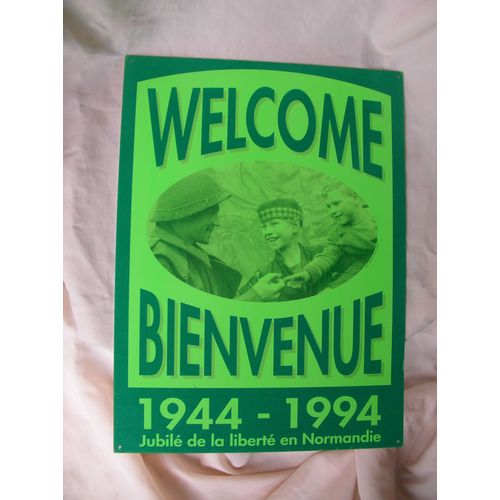 WELCOME
BIENVENUE
1944 - 1994
Jubilé de la liberté en Normandie